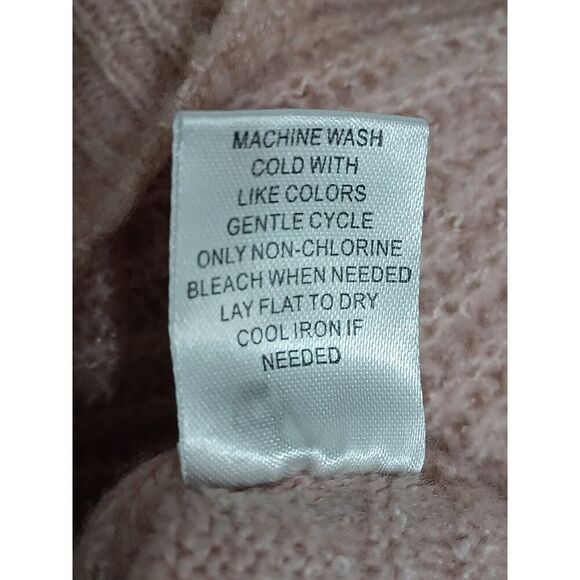 MACHINE WASH
COLD WITH
LIKE COLORS
GENTLE CYCLE
ONLY NON-CHLORINE
BLEACH WHEN NEEDED
LAY FLAT TO DRY
COOL IRON IF
NEEDED